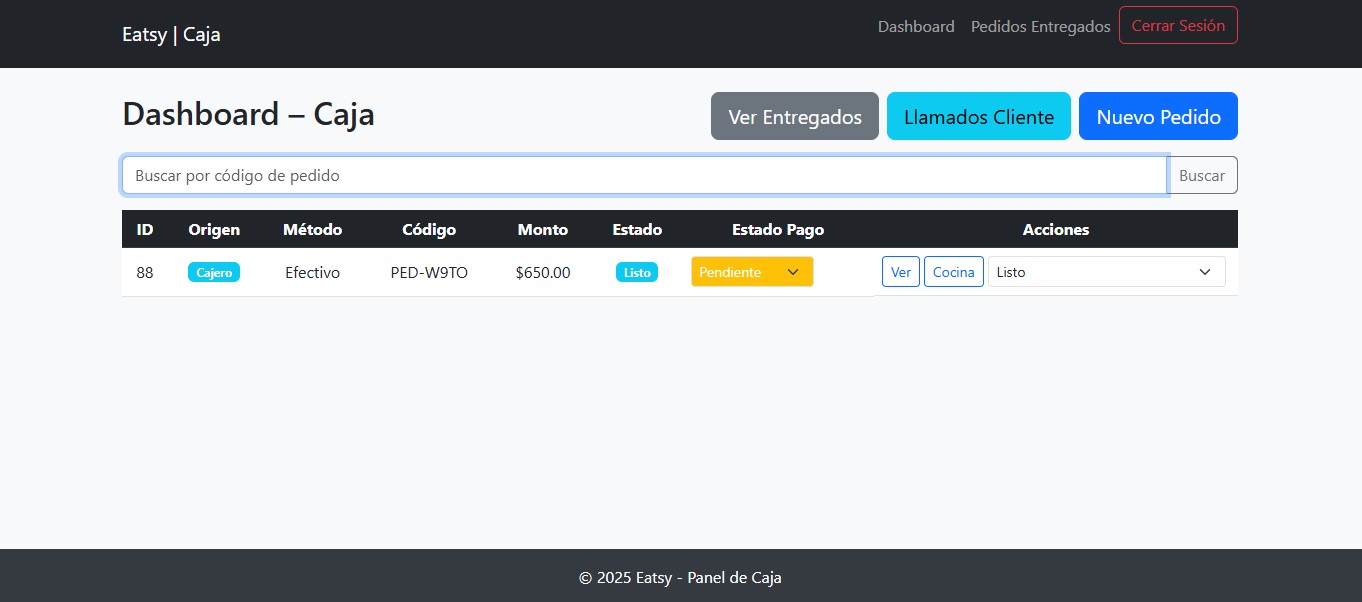 Eatsy | Caja
Dashboard Pedidos Entregados Cerrar Sesión
Dashboard – Caja
Ver Entregados Llamados Cliente Nuevo Pedido
Buscar por código de pedido Buscar
ID Origen Método Código Monto Estado Estado Pago Acciones
88 Cajero Efectivo PED-W9TO $650.00 Listo Pendiente Ver Cocina Listo
© 2025 Eatsy - Panel de Caja